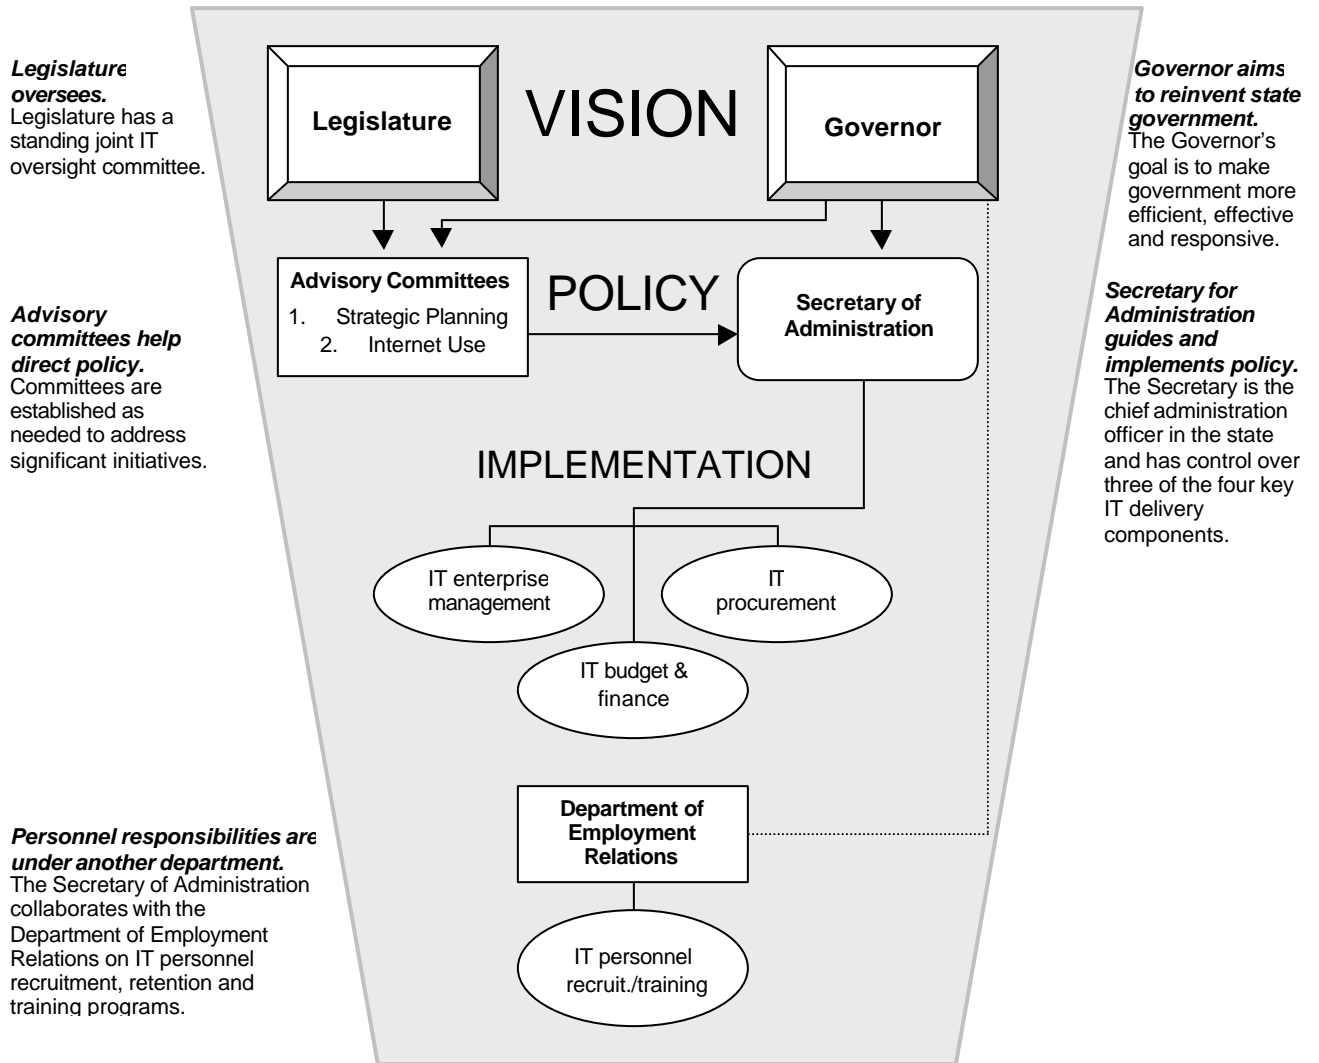 Legislature
oversees.
Legislature has a
standing joint IT
oversight committee.
Legislature
VISION
Governor
Governor aims
to reinvent state
government.
The Governor's
goal is to make
government more
efficient, effective
and responsive.
Advisory
committees help
direct policy.
Committees are
established as
needed to address
significant initiatives.
Advisory Committees
1. Strategic Planning
2. Internet Use
POLICY
Secretary of
Administration
Secretary for
Administration
guides and
implements policy.
The Secretary is the
chief administration
officer in the state
and has control over
three of the four key
IT delivery
components.
IMPLEMENTATION
IT enterprise
management
IT
procurement
IT budget &
finance
Personnel responsibilities are
under another department.
The Secretary of Administration
collaborates with the
Department of Employment
Relations on IT personnel
recruitment, retention and
training programs.
Department of
Employment
Relations
IT personnel
recruit./training